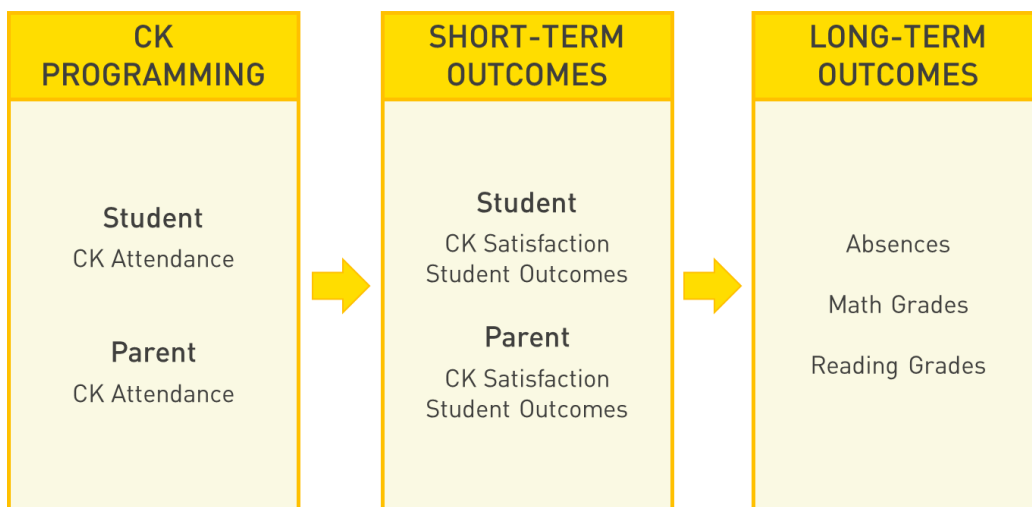 CK
PROGRAMMING
Student
CK Attendance
Parent
CK Attendance
SHORT-TERM
OUTCOMES
Student
CK Satisfaction
Student Outcomes
Parent
CK Satisfaction
Student Outcomes
LONG-TERM
OUTCOMES
Absences
Math Grades
Reading Grades